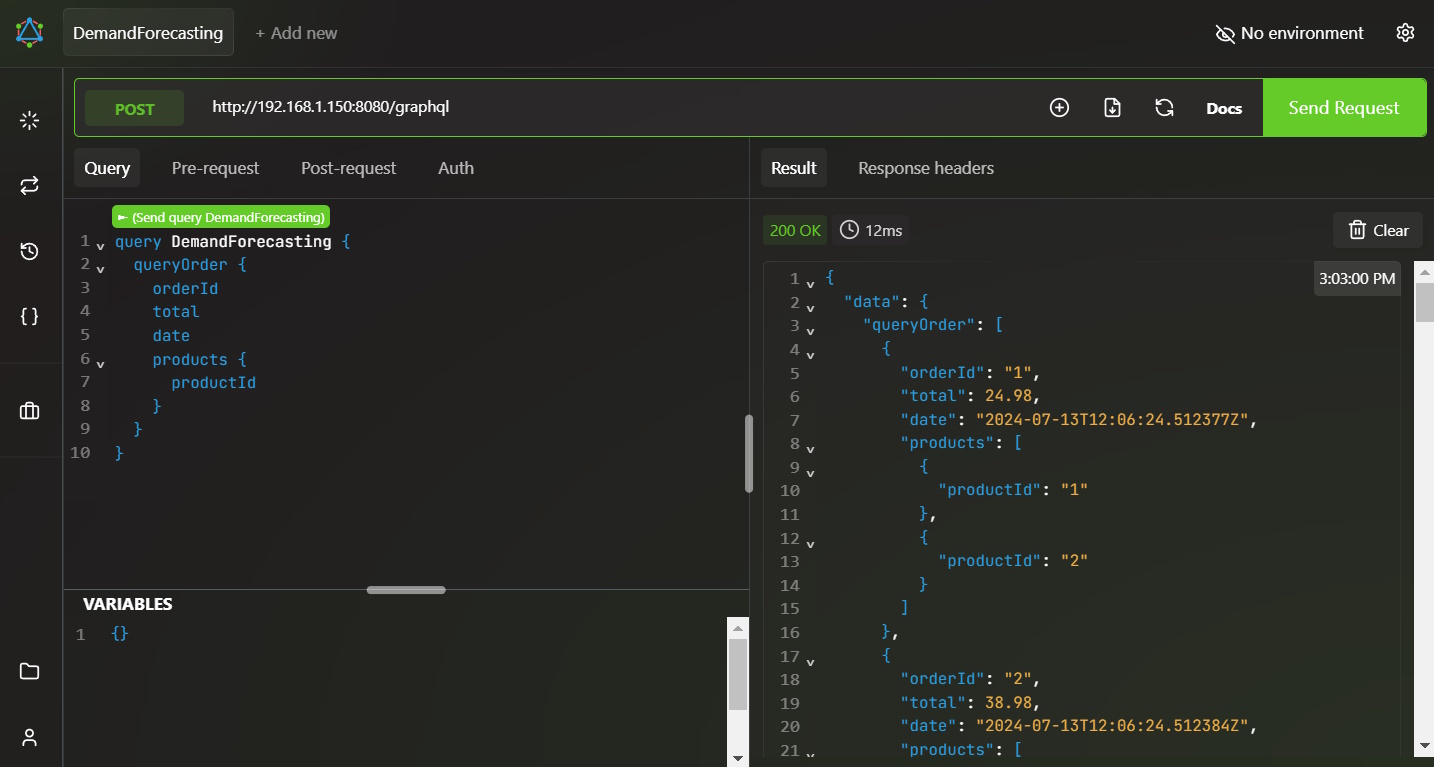 DemandForecasting + Add new No environment
POST http://192.168.1.150:8080/graphql Docs Send Request
Query Pre-request Post-request Auth
(Send query DemandForecasting)
1 query DemandForecasting {
2 queryOrder {
3 orderId
4 total
5 date
6 products {
7 productId
8 }
9 }
10 }
VARIABLES
1 {}
Result Response headers
200 OK 12ms Clear
3:03:00 PM
1 {
2 "data": {
3 "queryOrder": [
4 {
5 "orderId": "1",
6 "total": 24.98,
7 "date": "2024-07-13T12:06:24.512377Z",
8 "products": [
9 {
10 "productId": "1"
11 },
12 {
13 "productId": "2"
14 }
15 ]
16 },
17 {
18 "orderId": "2",
19 "total": 38.98,
20 "date": "2024-07-13T12:06:24.512384Z",
21 "products": [